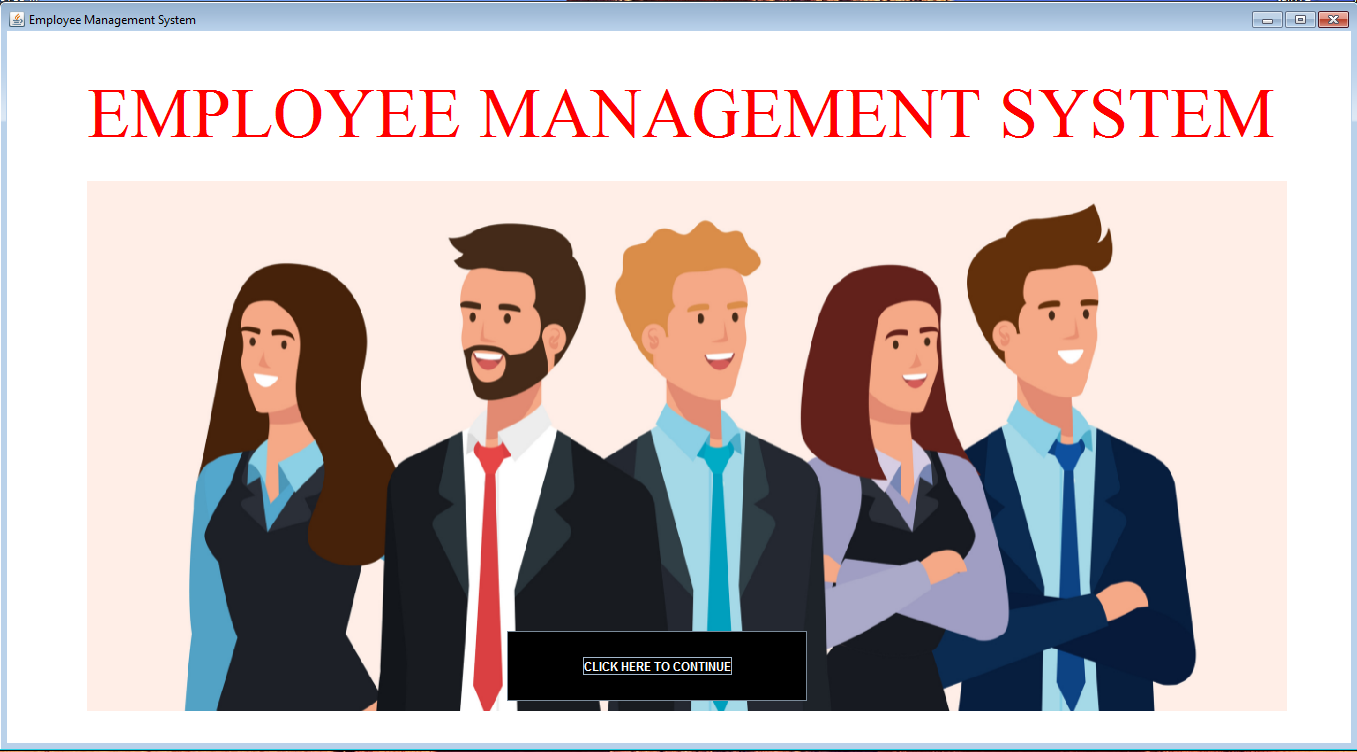 Employee Management System
EMPLOYEE MANAGEMENT SYSTEM
CLICK HERE TO CONTINUE